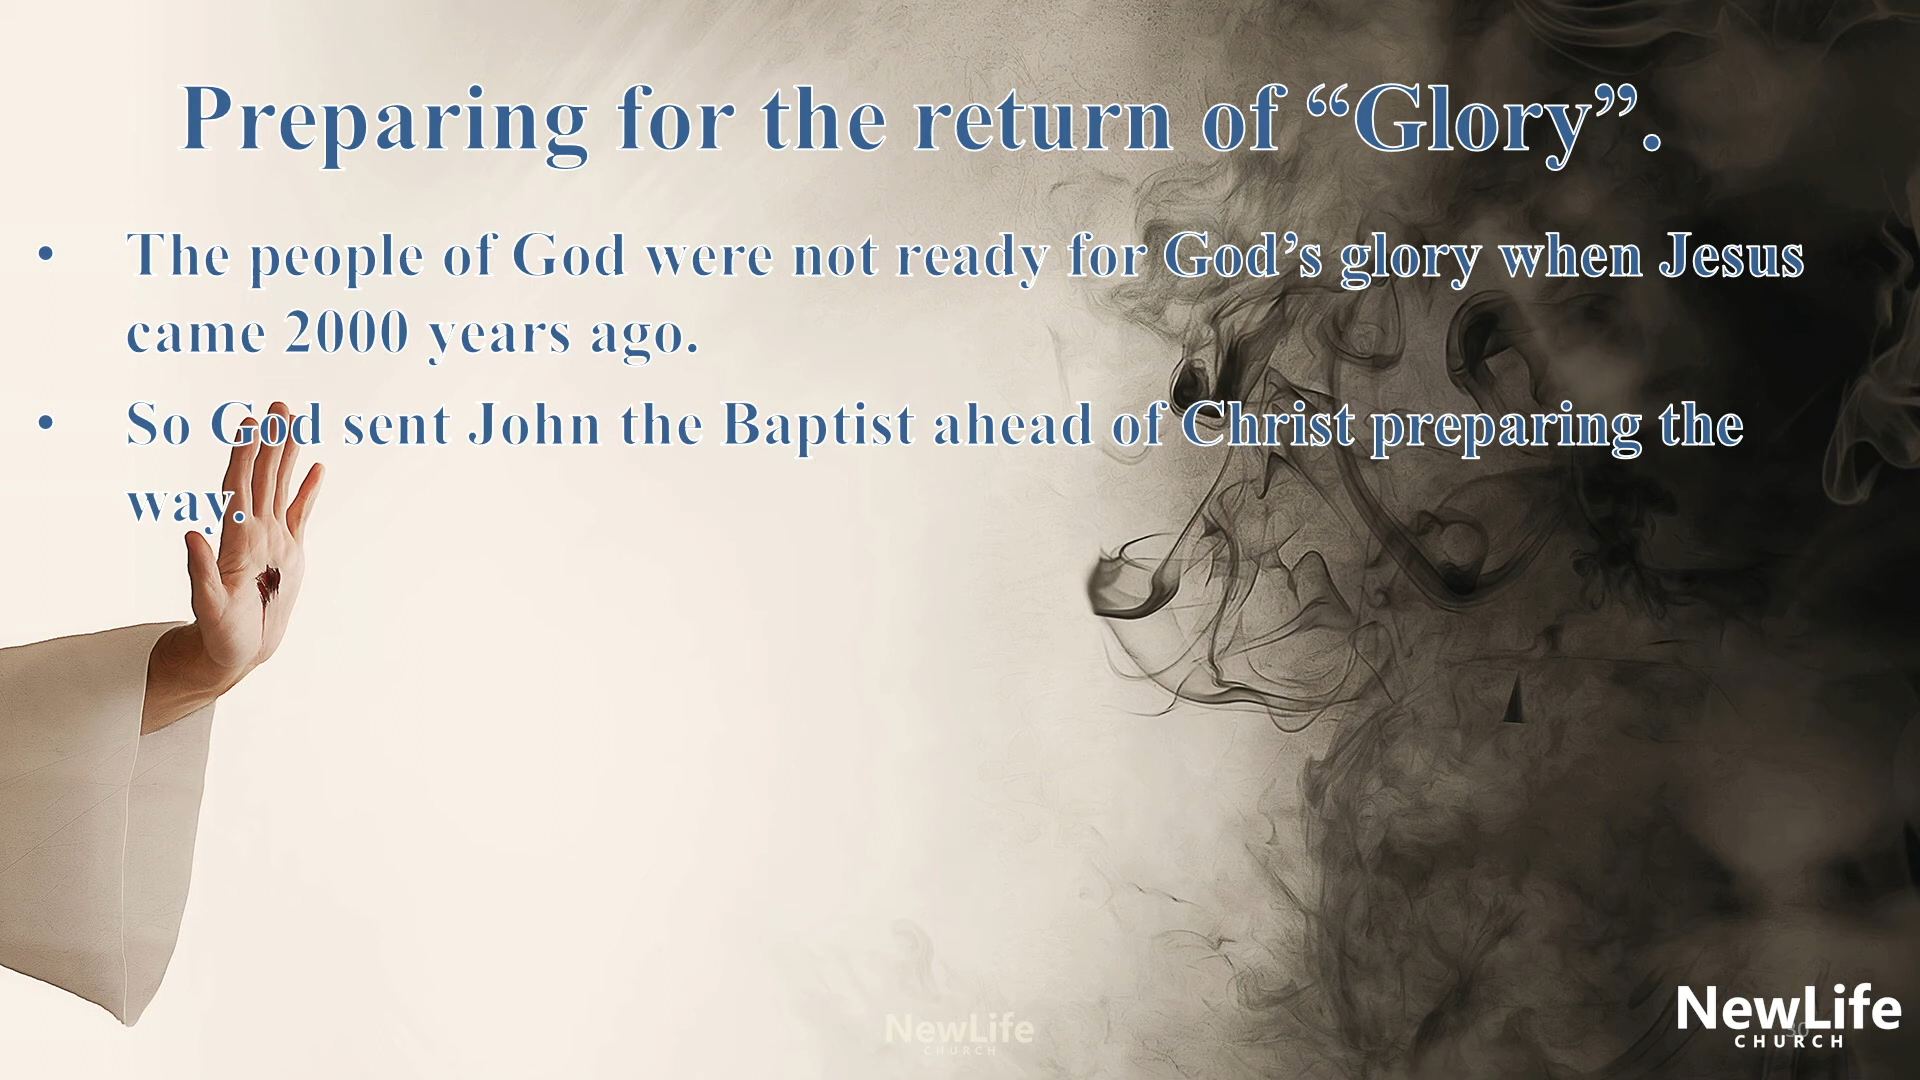 Preparing for the return of “Glory”.
• The people of God were not ready for God’s glory when Jesus
came 2000 years ago.
• So God sent John the Baptist ahead of Christ preparing the
way.
NewLife
CHURCH
NewLife
CHURCH
30